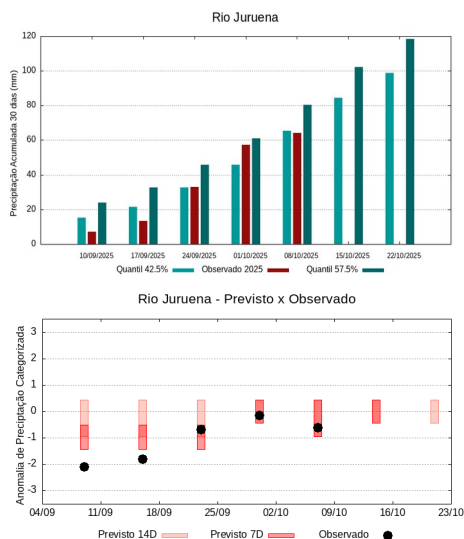 Rio Juruena
Precipitação Acumulada 30 dias (mm)
120
100
80
60
40
20
0
10/09/2025 17/09/2025 24/09/2025 01/10/2025 08/10/2025 15/10/2025 22/10/2025
Quantil 42.5% Observado 2025 Quantil 57.5%
Rio Juruena - Previsto x Observado
Anomalia de Precipitação Categorizada
3
2
1
0
-1
-2
-3
04/09 11/09 18/09 25/09 02/10 09/10 16/10 23/10
Previsto 14D Previsto 7D Observado